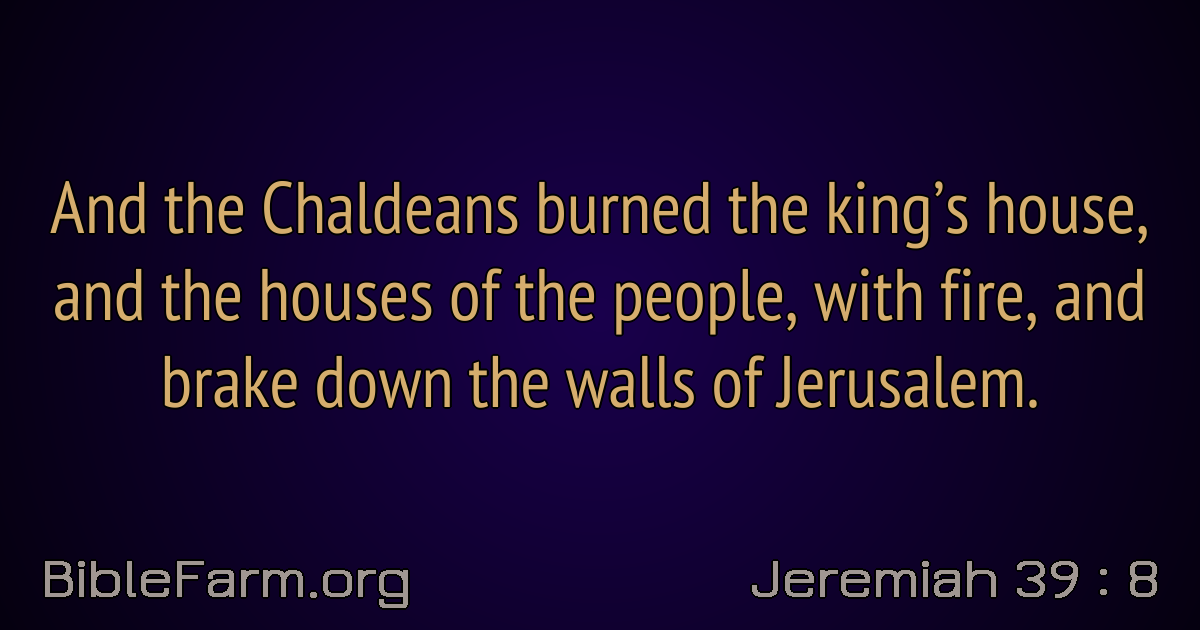 And the Chaldeans burned the king’s house,
and the houses of the people, with fire, and
brake down the walls of Jerusalem.
BibleFarm.org
Jeremiah 39 : 8